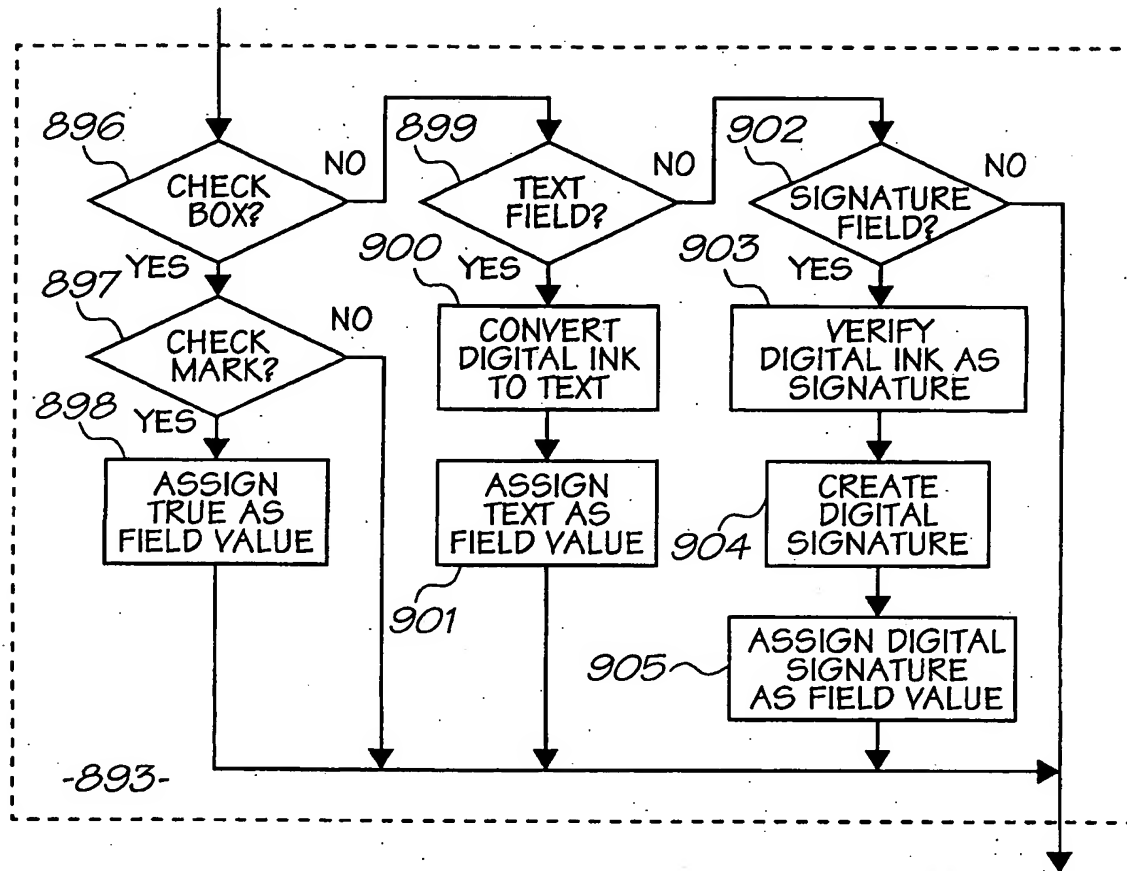 896
CHECK
BOX?
NO
YES
897
CHECK
MARK?
NO
YES
898
ASSIGN
TRUE AS
FIELD VALUE
899
TEXT
FIELD?
NO
YES
900
CONVERT
DIGITAL INK
TO TEXT
ASSIGN
TEXT AS
FIELD VALUE
901
902
SIGNATURE
FIELD?
NO
YES
903
VERIFY
DIGITAL INK AS
SIGNATURE
CREATE
DIGITAL
SIGNATURE
904
ASSIGN DIGITAL
SIGNATURE
AS FIELD VALUE
905
-893-